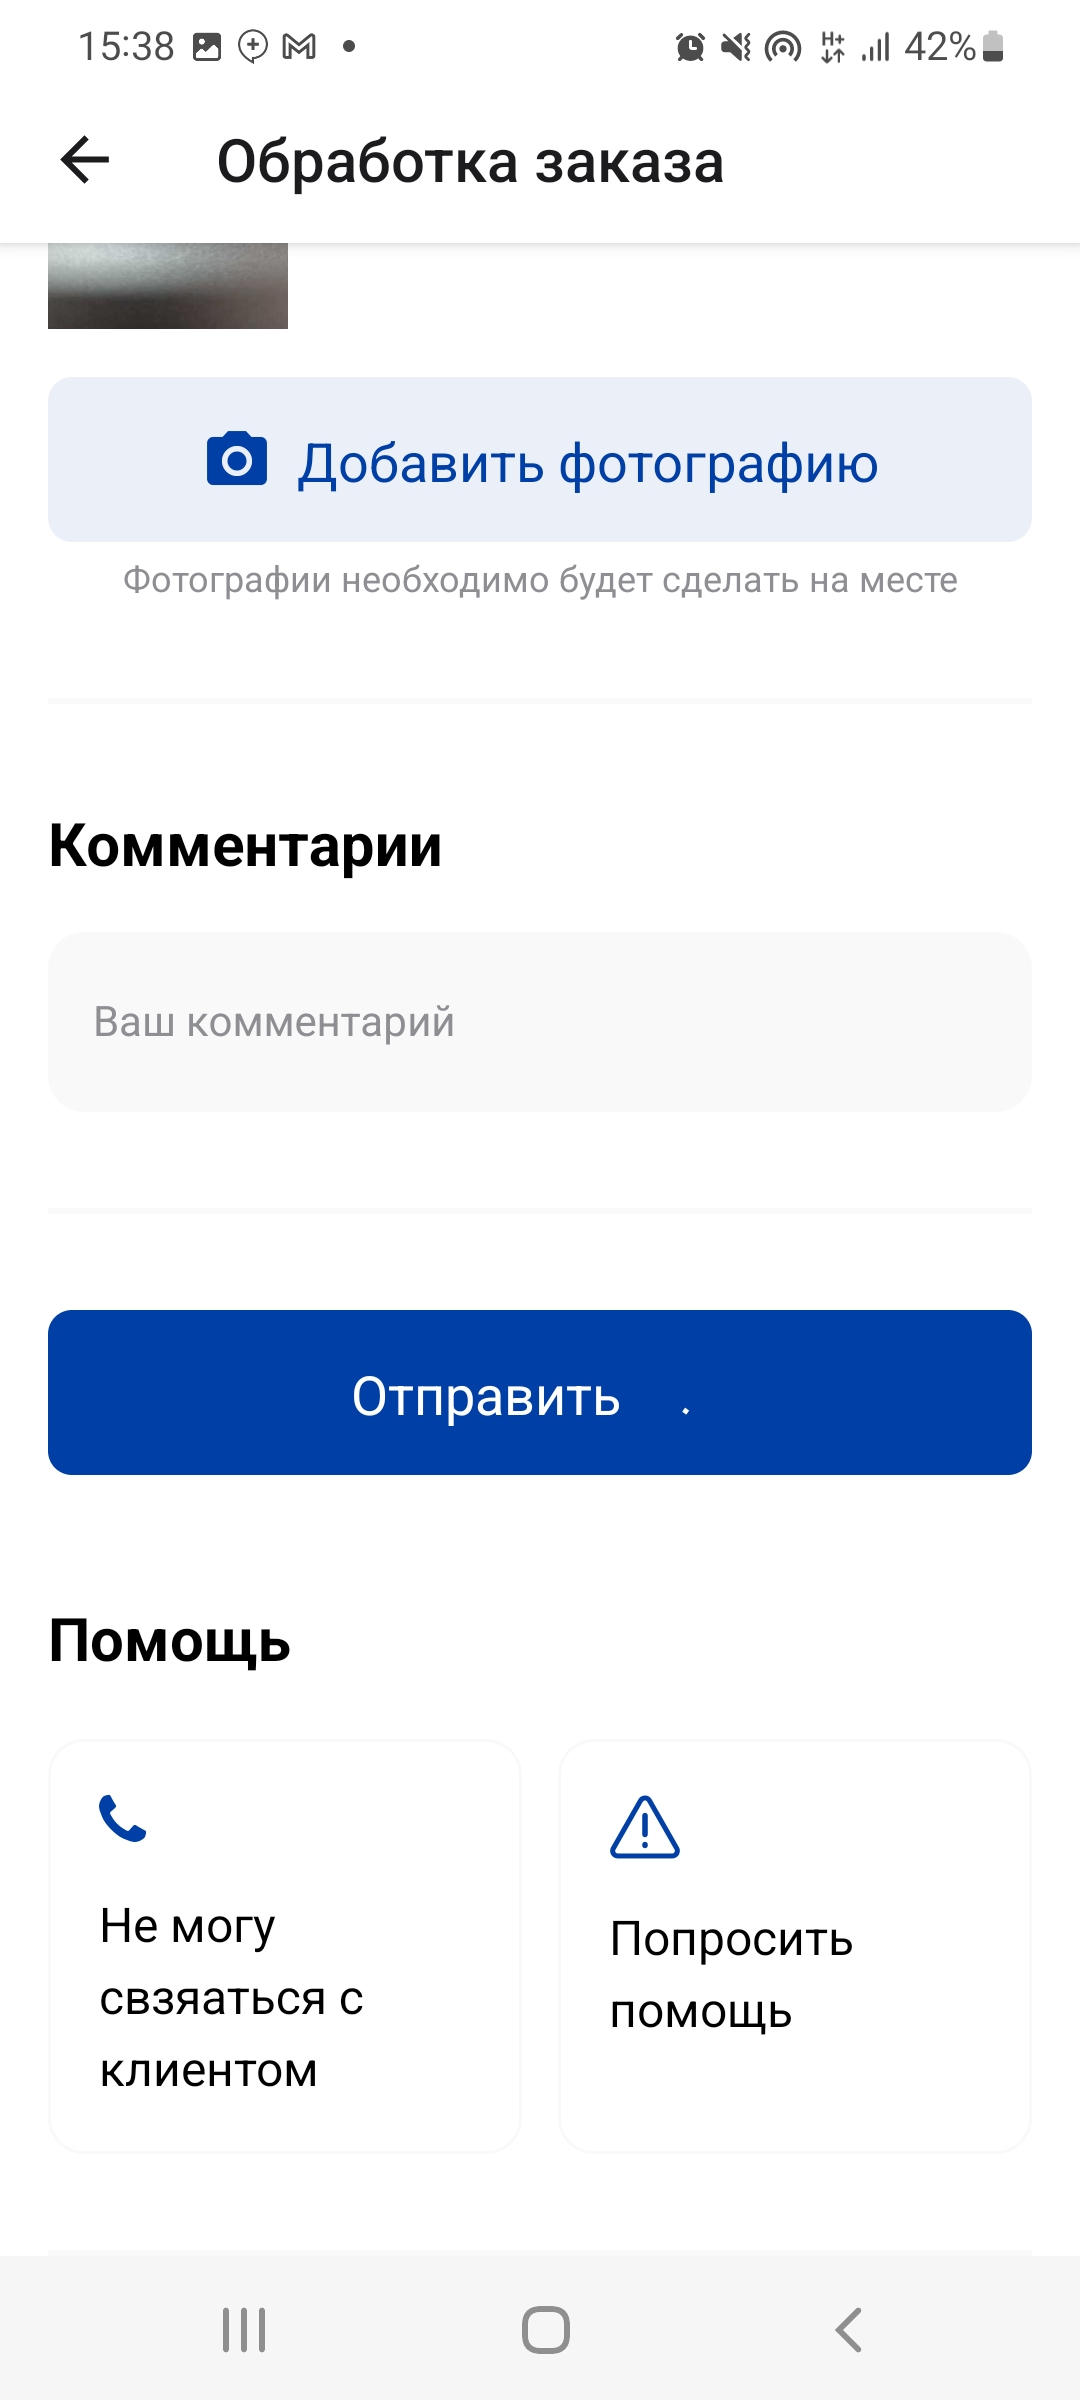 15:38
H+
42%
Обработка заказа
Добавить фотографию
Фотографии необходимо будет сделать на месте
Комментарии
Ваш комментарий
Отправить
Помощь
Не могу
свзяаться с
клиентом
Попросить
помощь